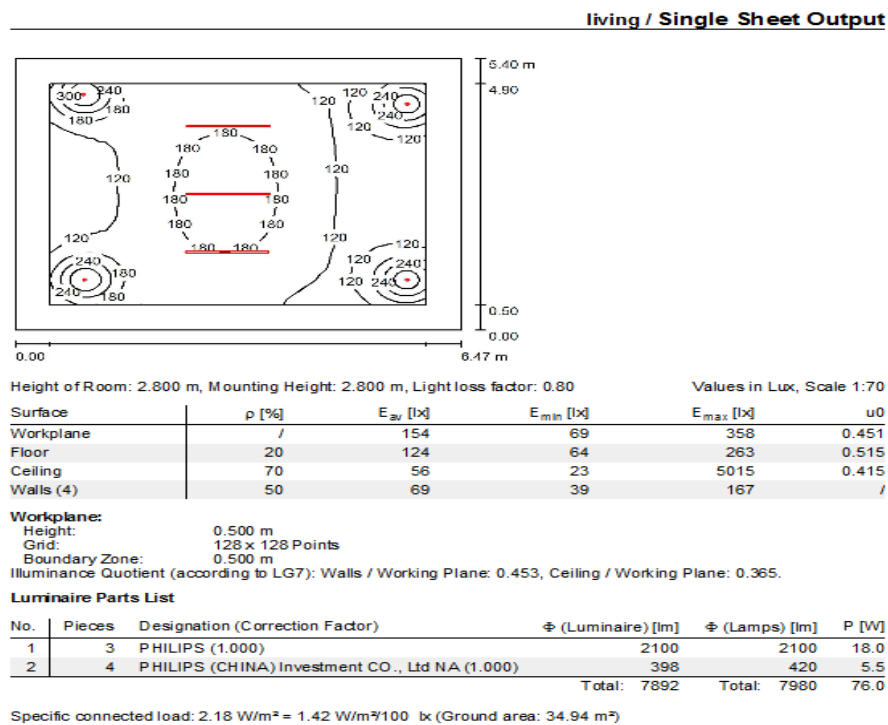 living / Single Sheet Output
5.40 m
300 240 120 120 240 4.90
180 180 240
180 120 120
180 180
120 180 180 120
180 180
180 180
120 180 180 120 120
240 180 180 120 240
180 120 240
240 180 0.50
0.00
0.00 6.47 m
Height of Room: 2.800 m, Mounting Height: 2.800 m, Light loss factor: 0.80 Values in Lux, Scale 1:70
Surface ρ [%] Eav [lx] Emin [lx] Emax [lx] u0
Workplane / 154 69 358 0.451
Floor 20 124 64 263 0.515
Ceiling 70 56 23 5015 0.415
Walls (4) 50 69 39 167 /
Workplane:
Height: 0.500 m
Grid: 128 x 128 Points
Boundary Zone: 0.500 m
Illuminance Quotient (according to LG7): Walls / Working Plane: 0.453, Ceiling / Working Plane: 0.365.
Luminaire Parts List
No. Pieces Designation (Correction Factor) Φ (Luminaire) [lm] Φ (Lamps) [lm] P [W]
1 3 PHILIPS (1.000) 2100 2100 18.0
2 4 PHILIPS (CHINA) Investment CO., Ltd NA (1.000) 398 420 5.5
Total: 7892 Total: 7980 76.0
Specific connected load: 2.18 W/m² = 1.42 W/m²/100 lx (Ground area: 34.94 m²)